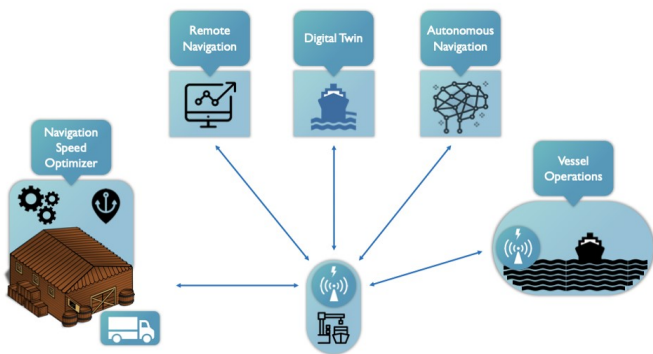 Remote
Navigation
Digital Twin
Autonomous
Navigation
Navigation
Speed
Optimizer
Vessel
Operations